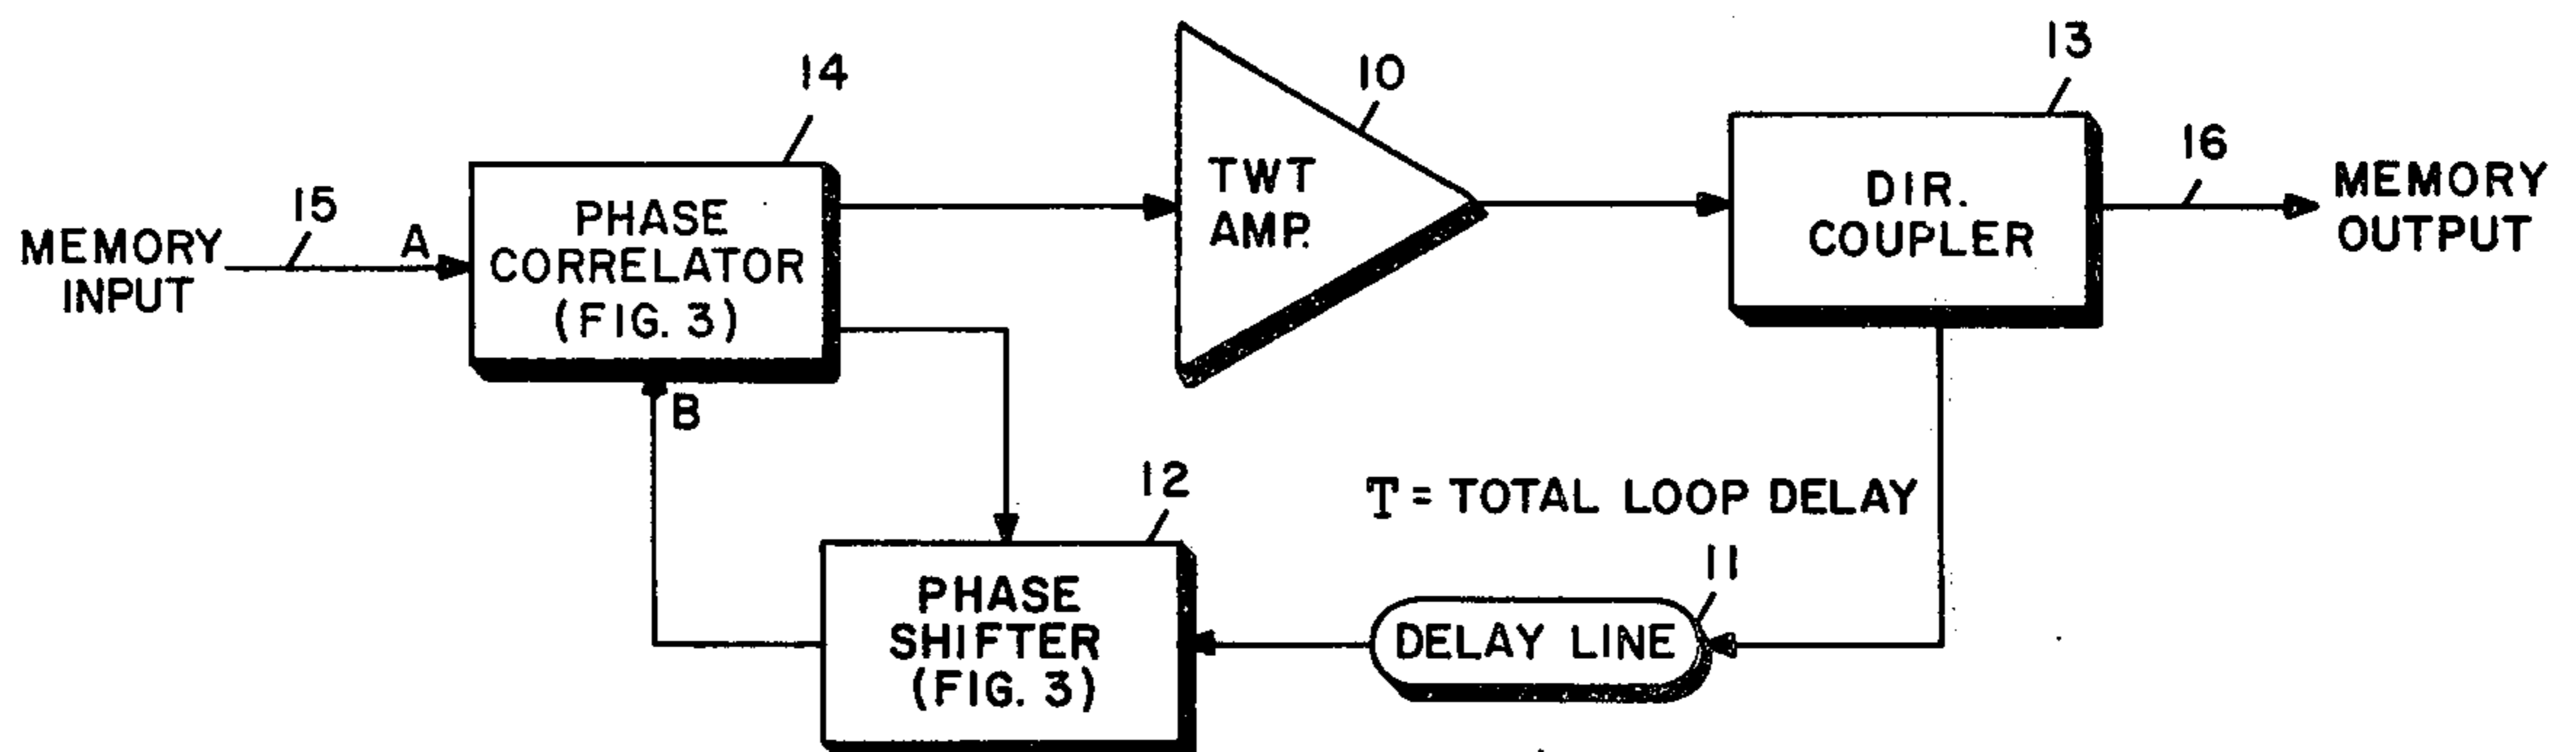 14
10
13
16
15
MEMORY
INPUT
A
PHASE
CORRELATOR
(FIG. 3)
TWT
AMP.
DIR.
COUPLER
MEMORY
OUTPUT
B
12
T = TOTAL LOOP DELAY
11
PHASE
SHIFTER
(FIG. 3)
DELAY LINE